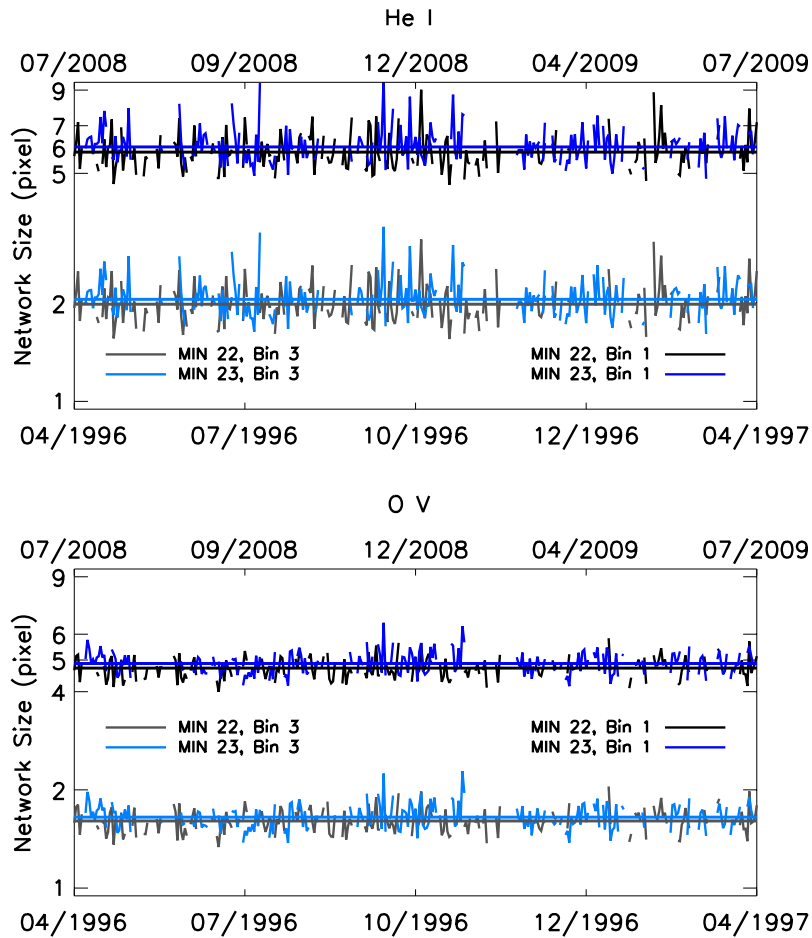 He I
07/2008 09/2008 12/2008 04/2009 07/2009
9
7
6
5
2
1
Network Size (pixel)
MIN 22, Bin 3 MIN 22, Bin 1
MIN 23, Bin 3 MIN 23, Bin 1
04/1996 07/1996 10/1996 12/1996 04/1997
O V
07/2008 09/2008 12/2008 04/2009 07/2009
9
6
5
4
2
1
Network Size (pixel)
MIN 22, Bin 3 MIN 22, Bin 1
MIN 23, Bin 3 MIN 23, Bin 1
04/1996 07/1996 10/1996 12/1996 04/1997